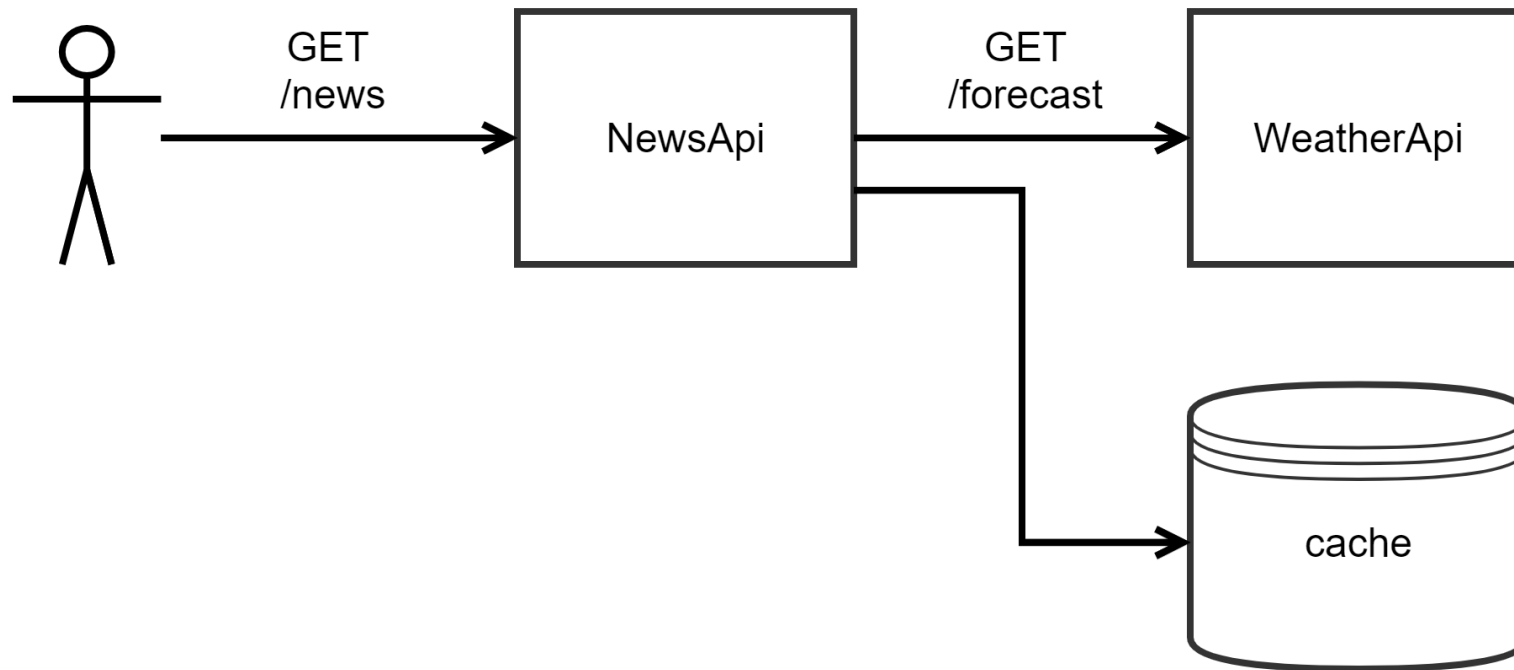 GET
/news
NewsApi
GET
/forecast
WeatherApi
cache